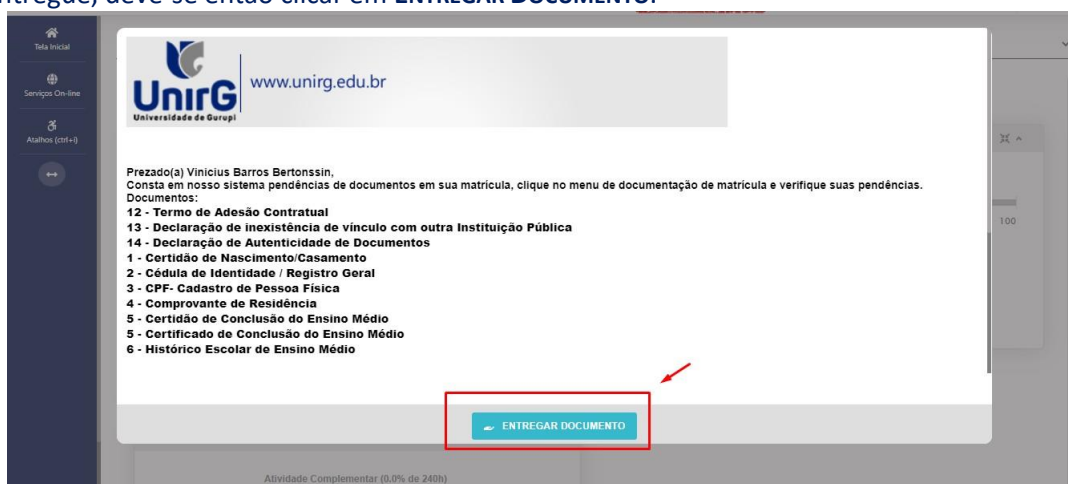 ntregue, deve-se então clicar em ENTREGAR DOCUMENTO.
Tela Inicial
Serviços On-line
Atalhos (ctrl+i)
UnirG
Universidade de Gurupi
www.unirg.edu.br
Prezado(a) Vinicius Barros Bertonssin,
Consta em nosso sistema pendências de documentos em sua matrícula, clique no menu de documentação de matrícula e verifique suas pendências.
Documentos:
12 - Termo de Adesão Contratual
13 - Declaração de inexistência de vínculo com outra Instituição Pública
14 - Declaração de Autenticidade de Documentos
1 - Certidão de Nascimento/Casamento
2 - Cédula de Identidade / Registro Geral
3 - CPF- Cadastro de Pessoa Física
4 - Comprovante de Residência
5 - Certidão de Conclusão do Ensino Médio
5 - Certificado de Conclusão do Ensino Médio
6 - Histórico Escolar de Ensino Médio
100
ENTREGAR DOCUMENTO
Atividade Complementar (0.0% de 240h)